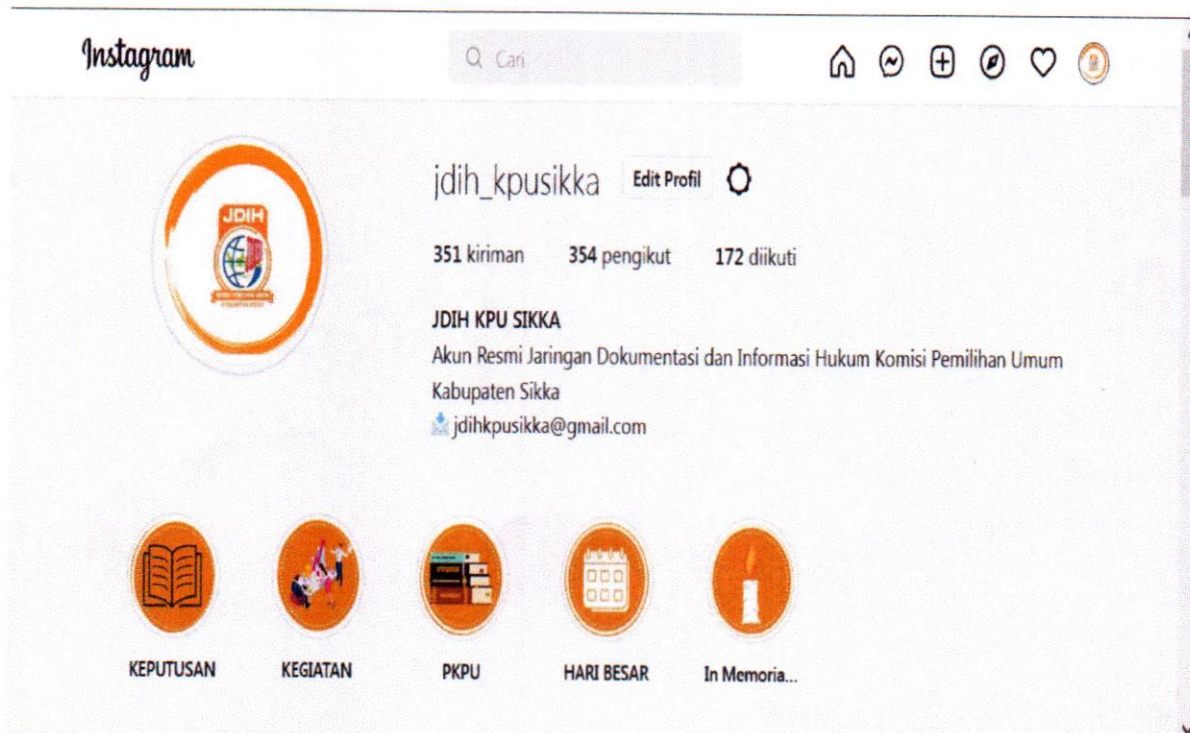 Instagram
Cari
jdih_kpusikka Edit Profil
351 kiriman 354 pengikut 172 diikuti
JDIH KPU SIKKA
Akun Resmi Jaringan Dokumentasi dan Informasi Hukum Komisi Pemilihan Umum
Kabupaten Sikka
jdihkpusikka@gmail.com
JDIH
KEPUTUSAN KEGIATAN PKPU HARI BESAR In Memoria...